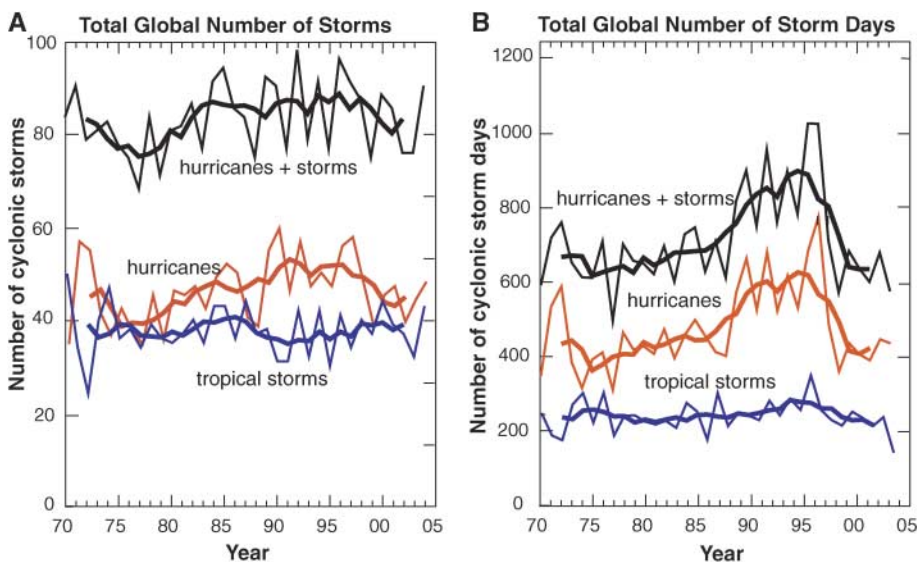 A Total Global Number of Storms
100
80
60
40
20
0
Number of cyclonic storms
hurricanes + storms
hurricanes
tropical storms
70 75 80 85 90 95 00 05
Year
B Total Global Number of Storm Days
1200
1000
800
600
400
200
0
Number of cyclonic storm days
hurricanes + storms
hurricanes
tropical storms
70 75 80 85 90 95 00 05
Year